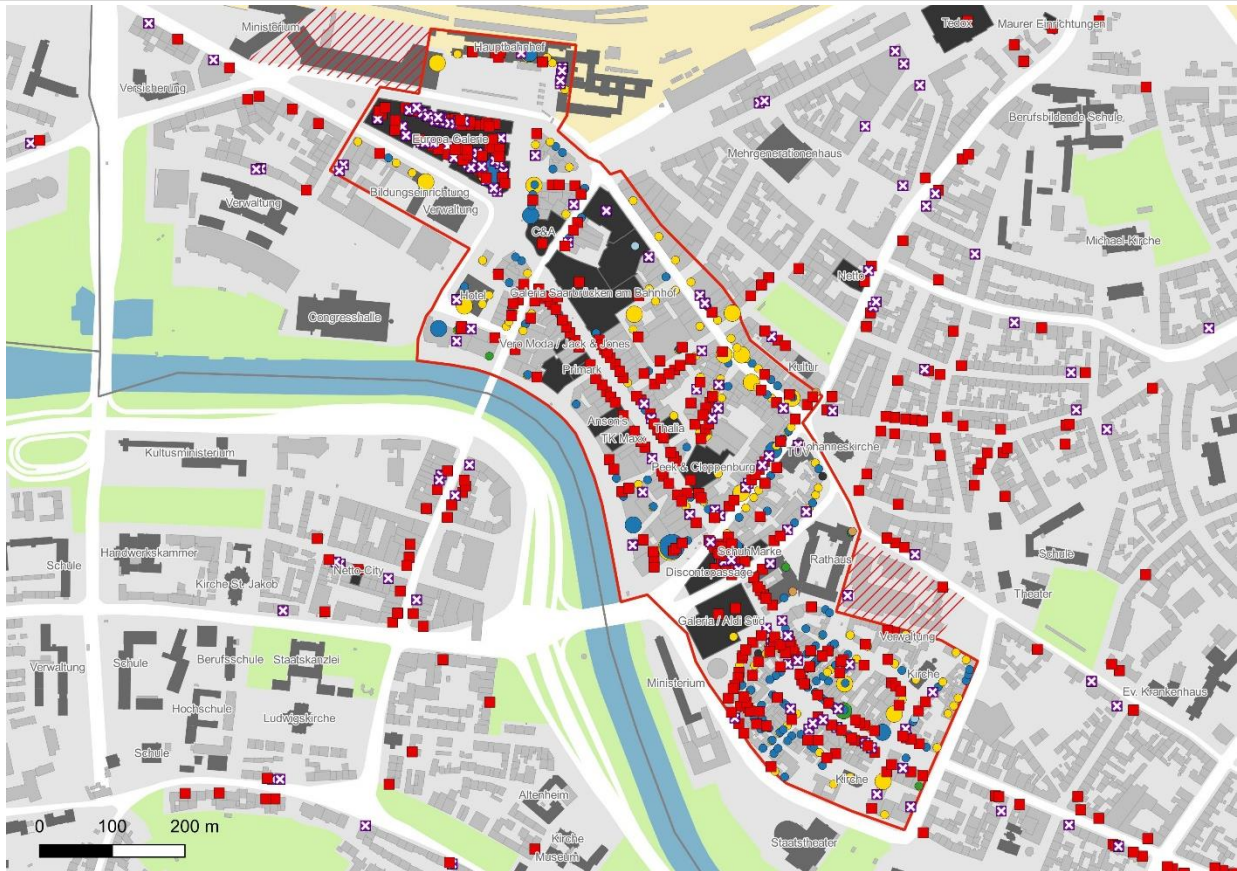 Ministerium
Hauptbahnhof
Tedox
Maurer Einrichtungen
Versicherung
Berufsbildende Schule
Europa-Galerie
Mehrgenerationenhaus
Bildungseinrichtung
Verwaltung
Verwaltung
C&A
Michael-Kirche
Netto
Hotel
Galeria Saarbrücken am Bahnhof
Congresshalle
Vero Moda / Jack & Jones
Primark
Kultur
Anson's
Thalia
TK Maxx
Johanneskirche
Kultusministerium
Peek & Cloppenburg
Handwerkskammer
SchuhMarke
Rathaus
Schule
Schule
Netto-City
Discontopassage
Kirche St. Jakob
Theater
Galeria / Aldi Süd
Verwaltung
Verwaltung
Schule
Berufsschule
Staatskanzlei
Kirche
Ministerium
Ev. Krankenhaus
Hochschule
Ludwigskirche
Schule
Kirche
Altenheim
0 100 200 m
Kirche
Staatstheater
Museum